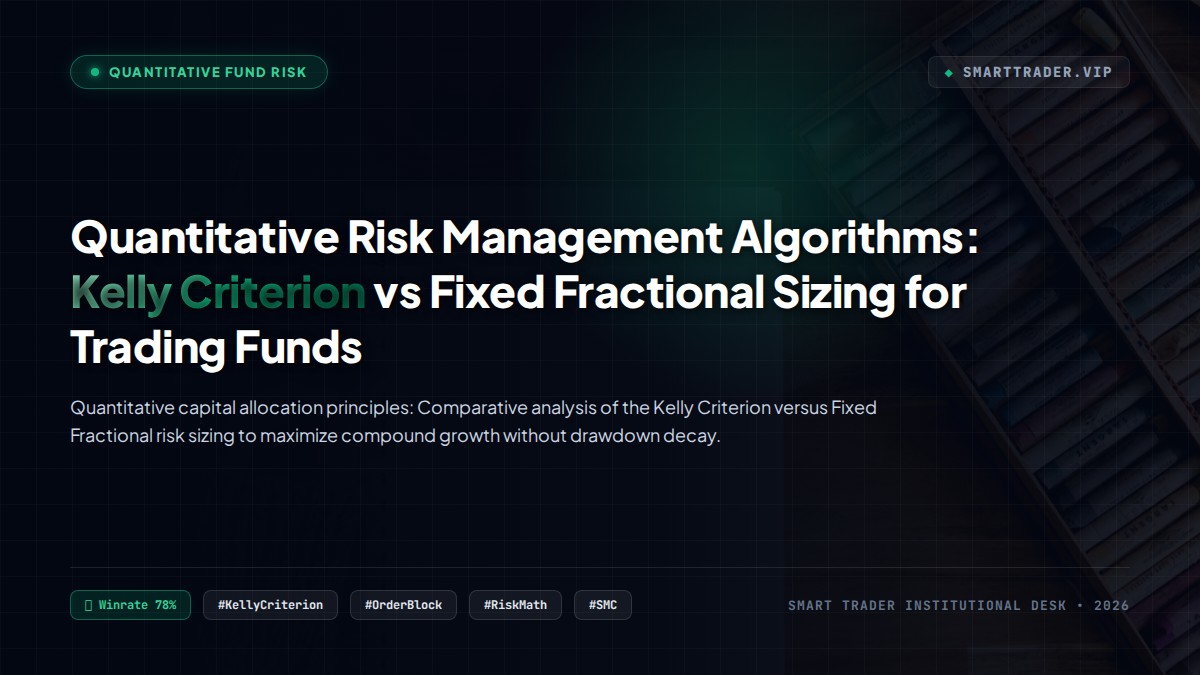 QUANTITATIVE FUND RISK
SMARTTRADER.VIP
Quantitative Risk Management Algorithms:
Kelly Criterion vs Fixed Fractional Sizing for
Trading Funds
Quantitative capital allocation principles: Comparative analysis of the Kelly Criterion versus Fixed
Fractional risk sizing to maximize compound growth without drawdown decay.
Winrate 78%
#KellyCriterion
#OrderBlock
#RiskMath
#SMC
SMART TRADER INSTITUTIONAL DESK • 2026